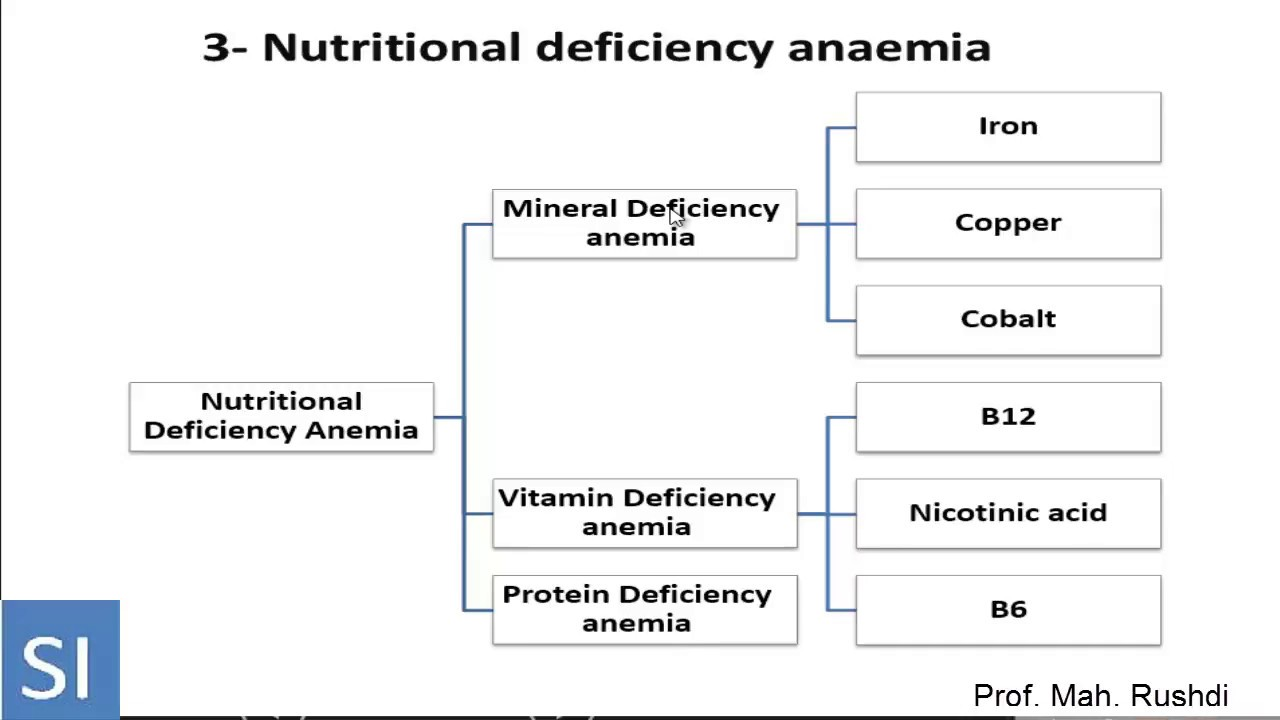 3- Nutritional deficiency anaemia
Iron
Mineral Deficiency
anemia
Copper
Cobalt
Nutritional
Deficiency Anemia
B12
Vitamin Deficiency
anemia
Nicotinic acid
Protein Deficiency
anemia
B6
SI
Prof. Mah. Rushdi